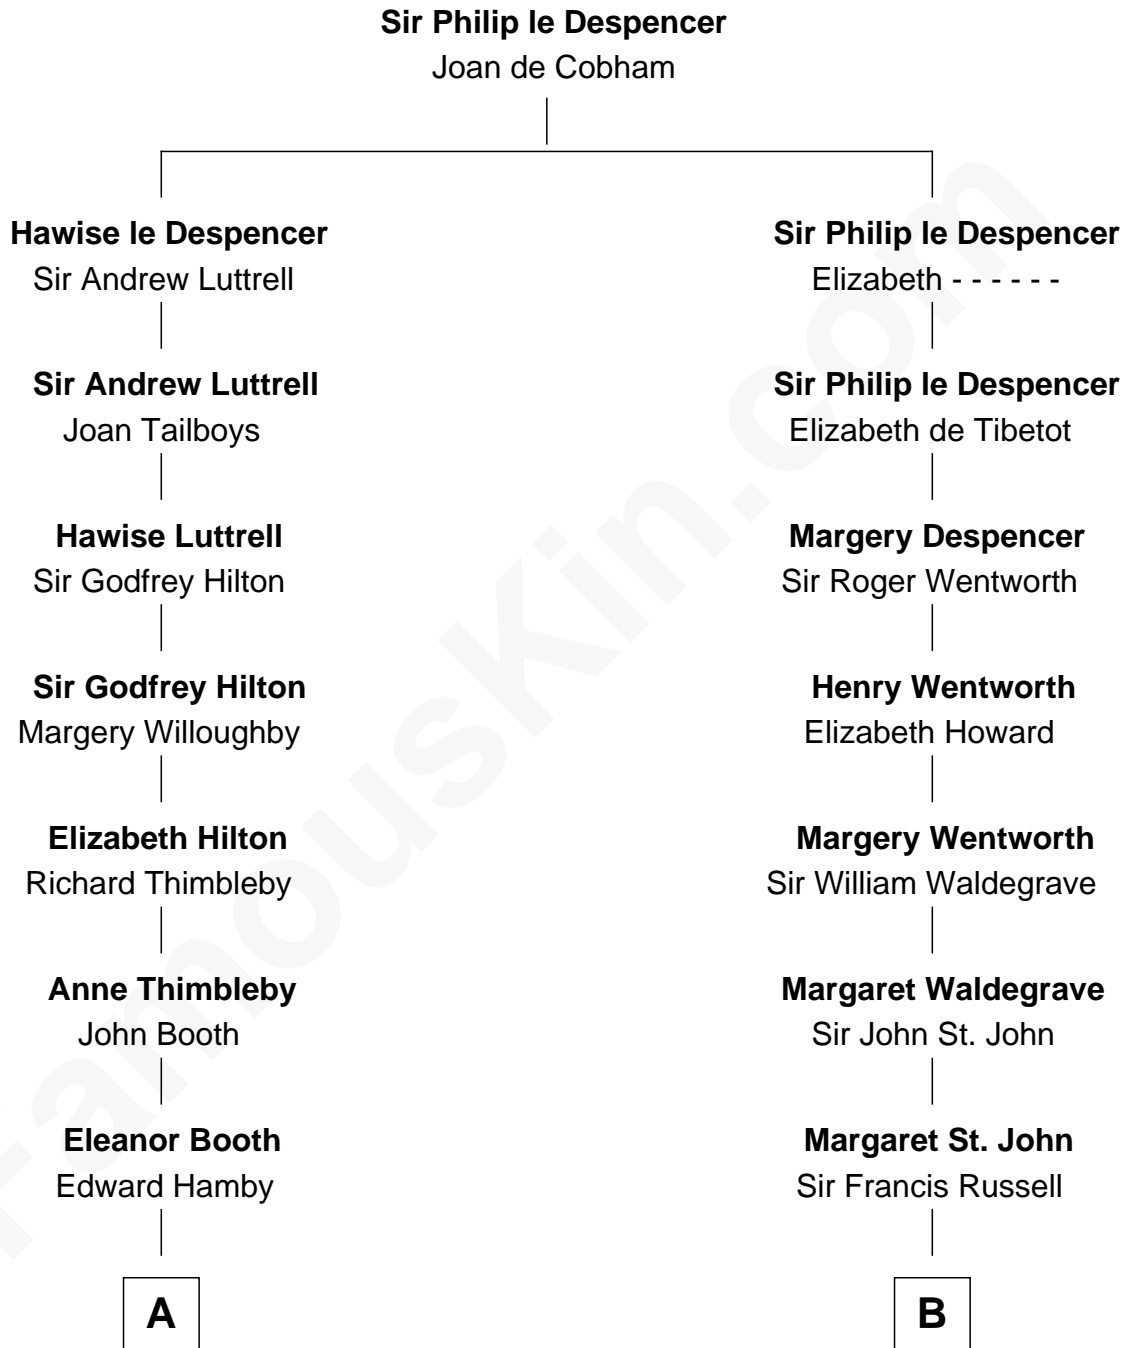 Sir Philip le Despencer
Joan de Cobham
Hawise le Despencer
Sir Andrew Luttrell
Sir Philip le Despencer
Elizabeth - - - - - -
Sir Andrew Luttrell
Joan Tailboys
Sir Philip le Despencer
Elizabeth de Tibetot
Hawise Luttrell
Sir Godfrey Hilton
Margery Despencer
Sir Roger Wentworth
Sir Godfrey Hilton
Margery Willoughby
Henry Wentworth
Elizabeth Howard
Elizabeth Hilton
Richard Thimbleby
Margery Wentworth
Sir William Waldegrave
Anne Thimbleby
John Booth
Margaret Waldegrave
Sir John St. John
Eleanor Booth
Edward Hamby
Margaret St. John
Sir Francis Russell
A
B
FamousKin.com